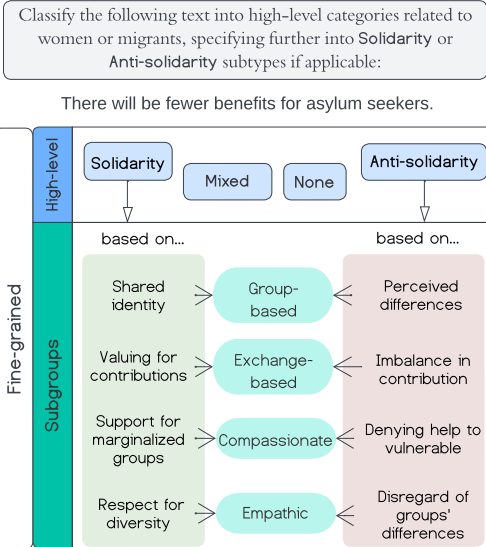 Classify the following text into high-level categories related to
women or migrants, specifying further into Solidarity or
Anti-solidarity subtypes if applicable:
There will be fewer benefits for asylum seekers.
Fine-grained
High-level
Solidarity
Mixed
None
Anti-solidarity
Subgroups
based on...
based on...
Shared
identity
Group-
based
Perceived
differences
Valuing for
contributions
Exchange-
based
Imbalance in
contribution
Support for
marginalized
groups
Compassionate
Denying help to
vulnerable
Respect for
diversity
Empathic
Disregard of
groups'
differences